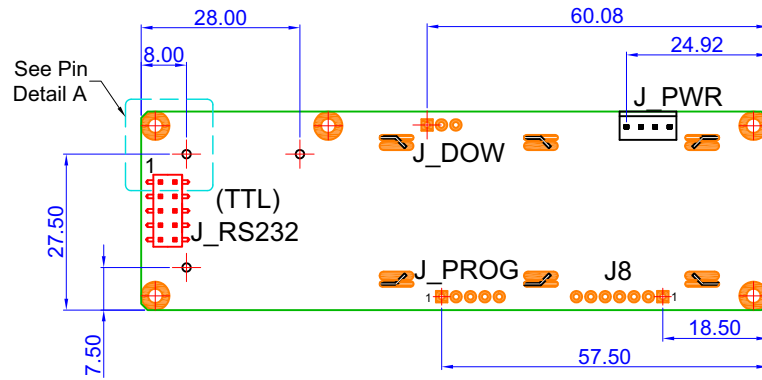 28.00
60.08
8.00
24.92
See Pin
Detail A
J_PWR
J_DOW
1
(TTL)
J_RS232
27.50
J_PROG
J8
1
1
7.50
18.50
57.50